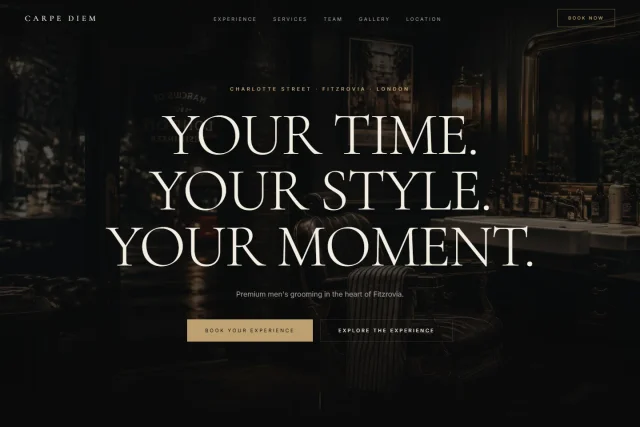 CARPE DIEM
EXPERIENCE SERVICES TEAM GALLERY LOCATION
BOOK NOW
CHARLOTTE STREET · FITZROVIA · LONDON
YOUR TIME.
YOUR STYLE.
YOUR MOMENT.
Premium men's grooming in the heart of Fitzrovia.
BOOK YOUR EXPERIENCE
EXPLORE THE EXPERIENCE